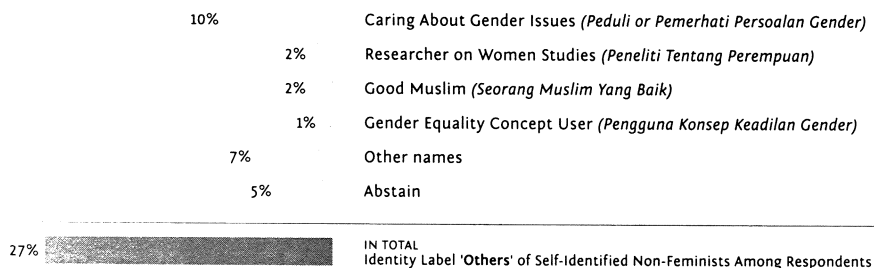 10% Caring About Gender Issues (Peduli or Pemerhati Persoalan Gender)
2% Researcher on Women Studies (Peneliti Tentang Perempuan)
2% Good Muslim (Seorang Muslim Yang Baik)
1% Gender Equality Concept User (Pengguna Konsep Keadilan Gender)
7% Other names
5% Abstain
27% IN TOTAL
Identity Label 'Others' of Self-Identified Non-Feminists Among Respondents